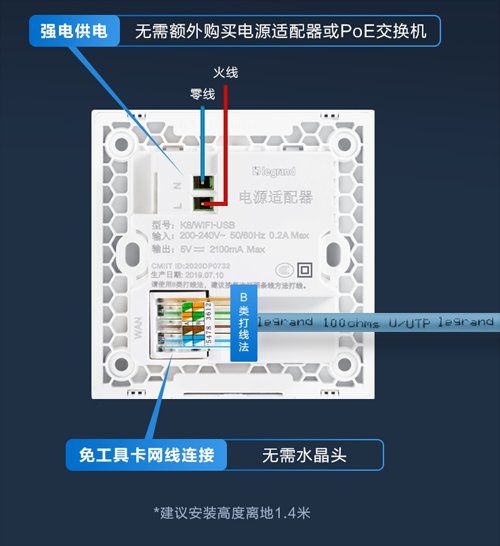 强电供电
无需额外购买电源适配器或PoE交换机
火线
零线
N
L
legrand
电源适配器
型号：K8/WIFI-USB
输入：200-240V~ 50/60Hz 0.2A Max
输出：5V⎓ 2100mA Max
CMIIT ID:2020DP0732
生产日期：2019.07.10
WAN
5478 3612
B类打线法
legrand 100ohms U/UTP legrand
免工具卡网线连接
无需水晶头
*建议安装高度离地1.4米